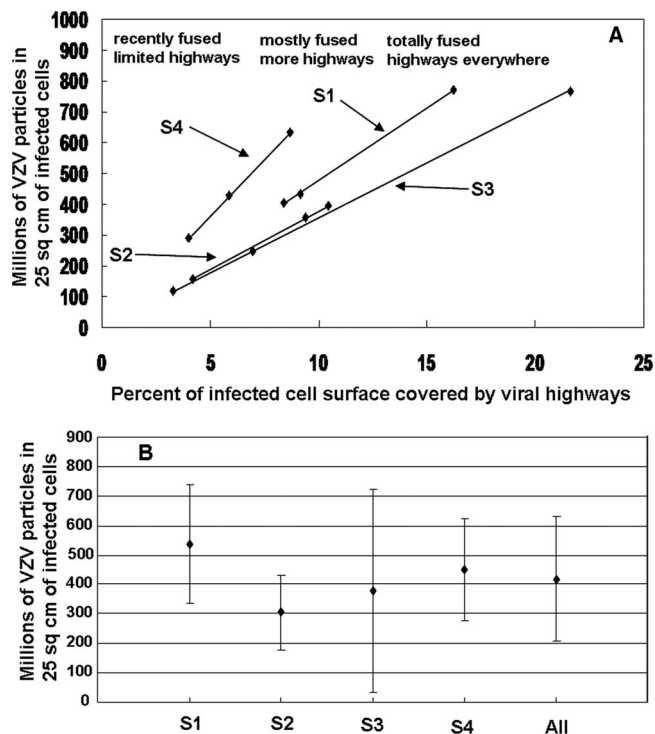 1000
900
800
700
600
500
400
300
200
100
00
Millions of VZV particles in
25 sq cm of infected cells
recently fused
limited highways
mostly fused
more highways
totally fused
highways everywhere
A
S1
S4
S3
S2
0 5 10 15 20 25
Percent of infected cell surface covered by viral highways
B
900
800
700
600
500
400
300
200
100
0
Millions of VZV particles in
25 sq cm of infected cells
S1 S2 S3 S4 All